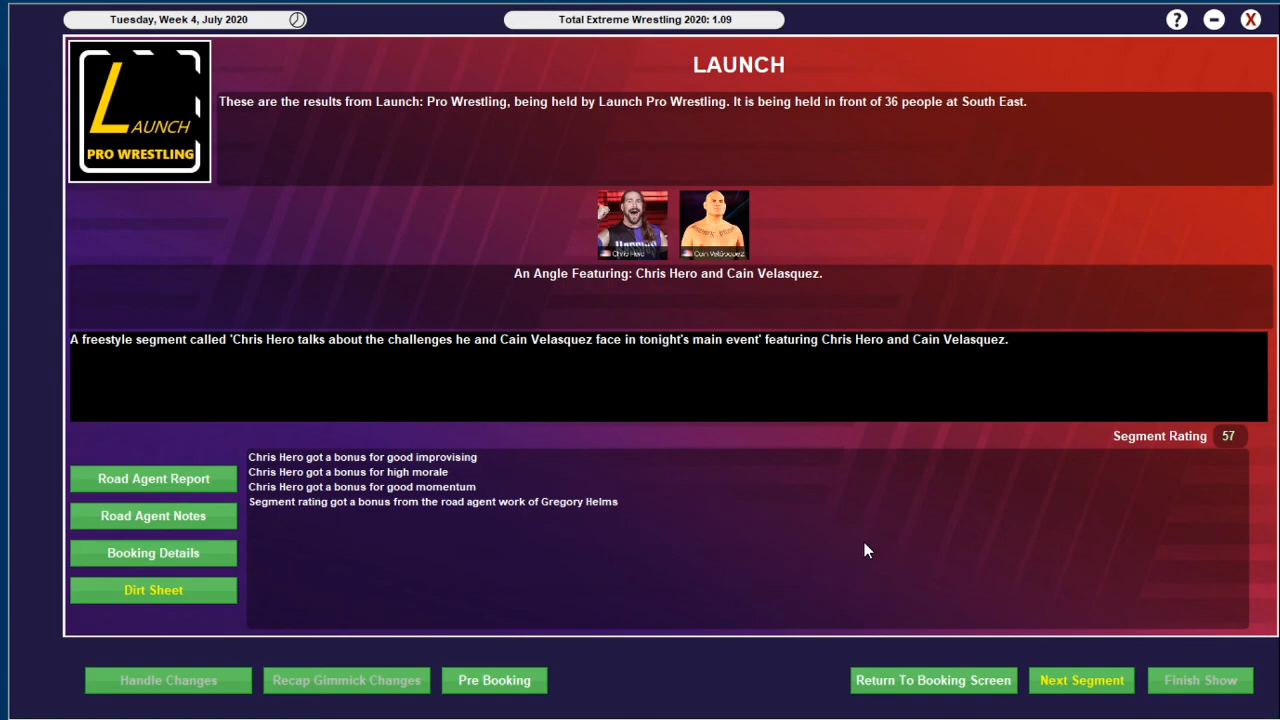 Tuesday, Week 4, July 2020
Total Extreme Wrestling 2020: 1.09
?
X
LAUNCH
LAUNCH
PRO WRESTLING
These are the results from Launch: Pro Wrestling, being held by Launch Pro Wrestling. It is being held in front of 36 people at South East.
Chris Hero
Cain Velasquez
An Angle Featuring: Chris Hero and Cain Velasquez.
A freestyle segment called 'Chris Hero talks about the challenges he and Cain Velasquez face in tonight's main event' featuring Chris Hero and Cain Velasquez.
Segment Rating 57
Chris Hero got a bonus for good improvising
Chris Hero got a bonus for high morale
Chris Hero got a bonus for good momentum
Segment rating got a bonus from the road agent work of Gregory Helms
Road Agent Report
Road Agent Notes
Booking Details
Dirt Sheet
Handle Changes
Recap Gimmick Changes
Pre Booking
Return To Booking Screen
Next Segment
Finish Show